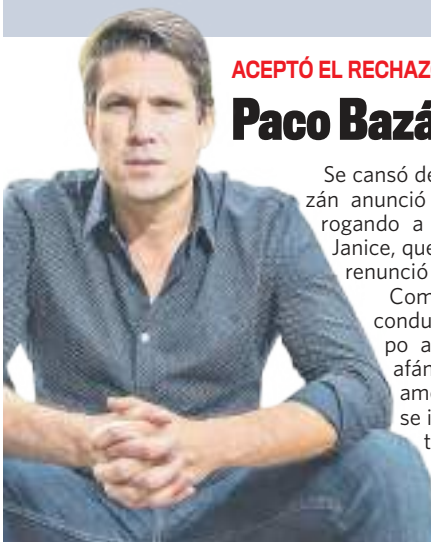 ACEPTÓ EL RECHAZ
Paco Bazá
Se cansó de
zán anunció
rogando a
Janice, que
renunció
Com
condu
po a
afán
am
se i
t